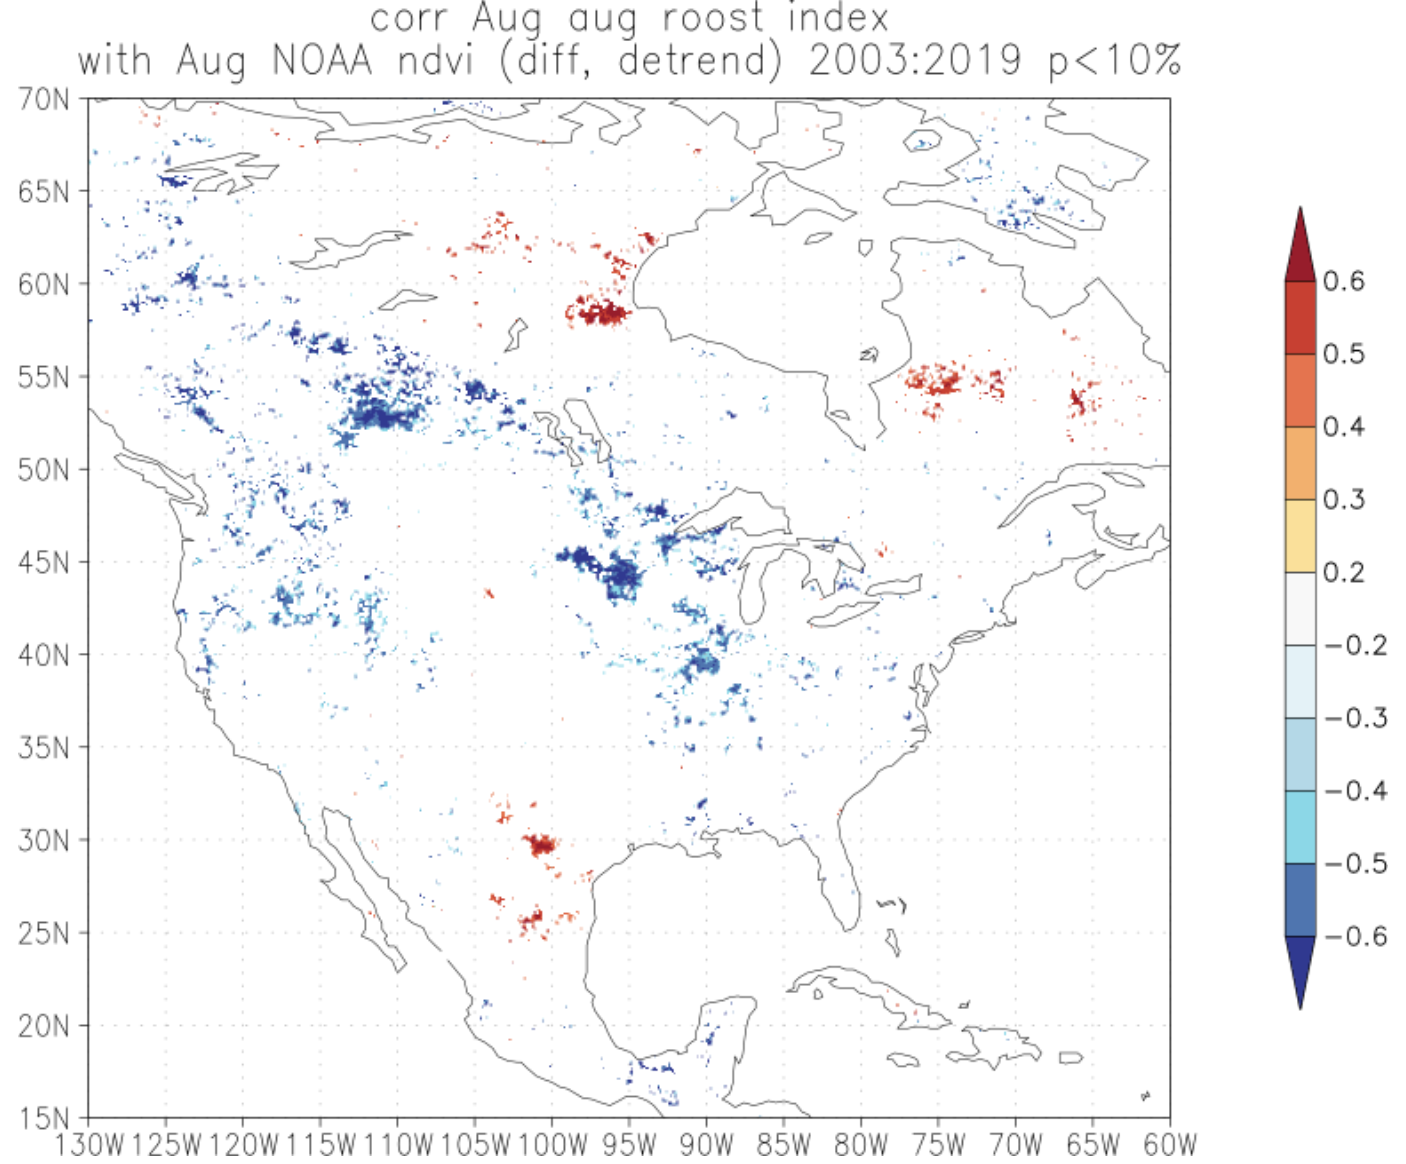 corr Aug aug roost index
with Aug NOAA ndvi (diff, detrend) 2003:2019 p<10%
70N
65N
60N
55N
50N
45N
40N
35N
30N
25N
20N
15N
130W 125W 120W 115W 110W 105W 100W 95W 90W 85W 80W 75W 70W 65W 60W
0.6
0.5
0.4
0.3
0.2
−0.2
−0.3
−0.4
−0.5
−0.6